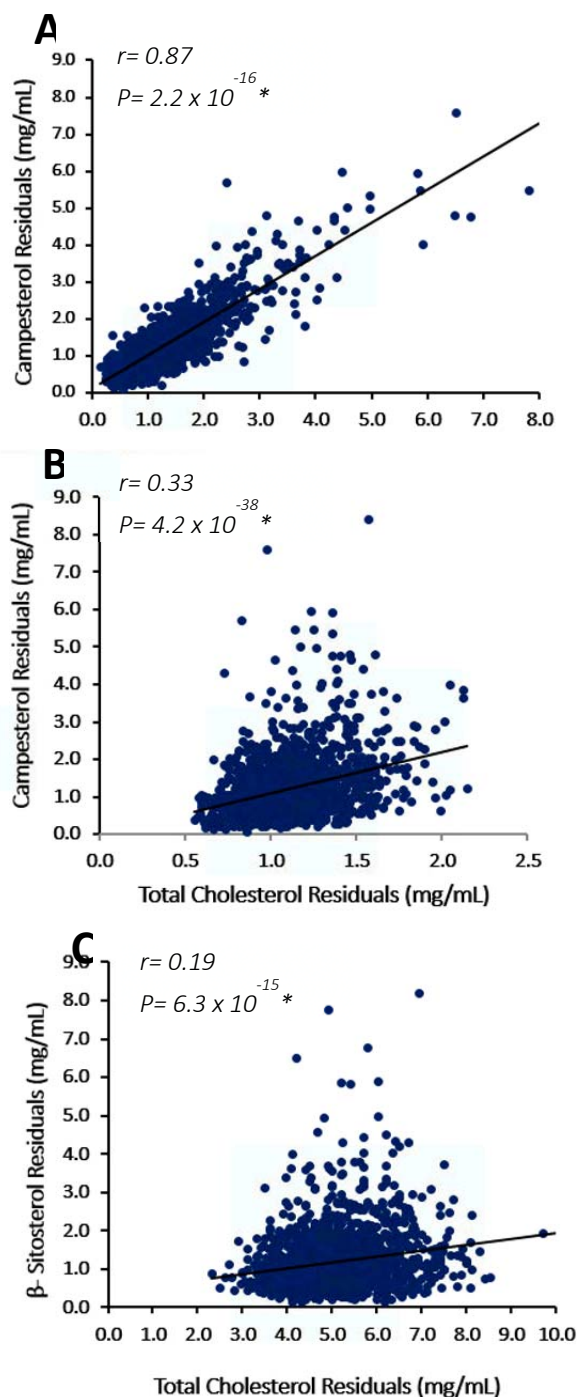 A
r= 0.87
P= 2.2 x 10-16*
Campesterol Residuals (mg/mL)
9.0
8.0
7.0
6.0
5.0
4.0
3.0
2.0
1.0
0.0
0.0 1.0 2.0 3.0 4.0 5.0 6.0 7.0 8.0
B
r= 0.33
P= 4.2 x 10-38*
Campesterol Residuals (mg/mL)
9.0
8.0
7.0
6.0
5.0
4.0
3.0
2.0
1.0
0.0
0.0 0.5 1.0 1.5 2.0 2.5
Total Cholesterol Residuals (mg/mL)
C
r= 0.19
P= 6.3 x 10-15*
β- Sitosterol Residuals (mg/mL)
9.0
8.0
7.0
6.0
5.0
4.0
3.0
2.0
1.0
0.0
0.0 1.0 2.0 3.0 4.0 5.0 6.0 7.0 8.0 9.0 10.0
Total Cholesterol Residuals (mg/mL)